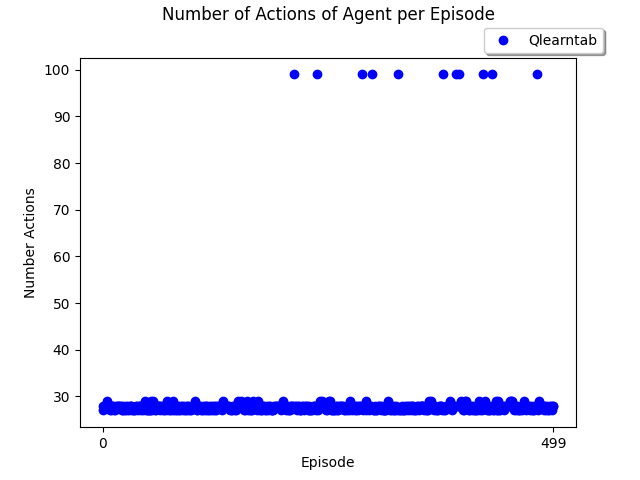 Number of Actions of Agent per Episode
Qlearntab
100
90
80
70
60
50
40
30
Number Actions
0 499
Episode